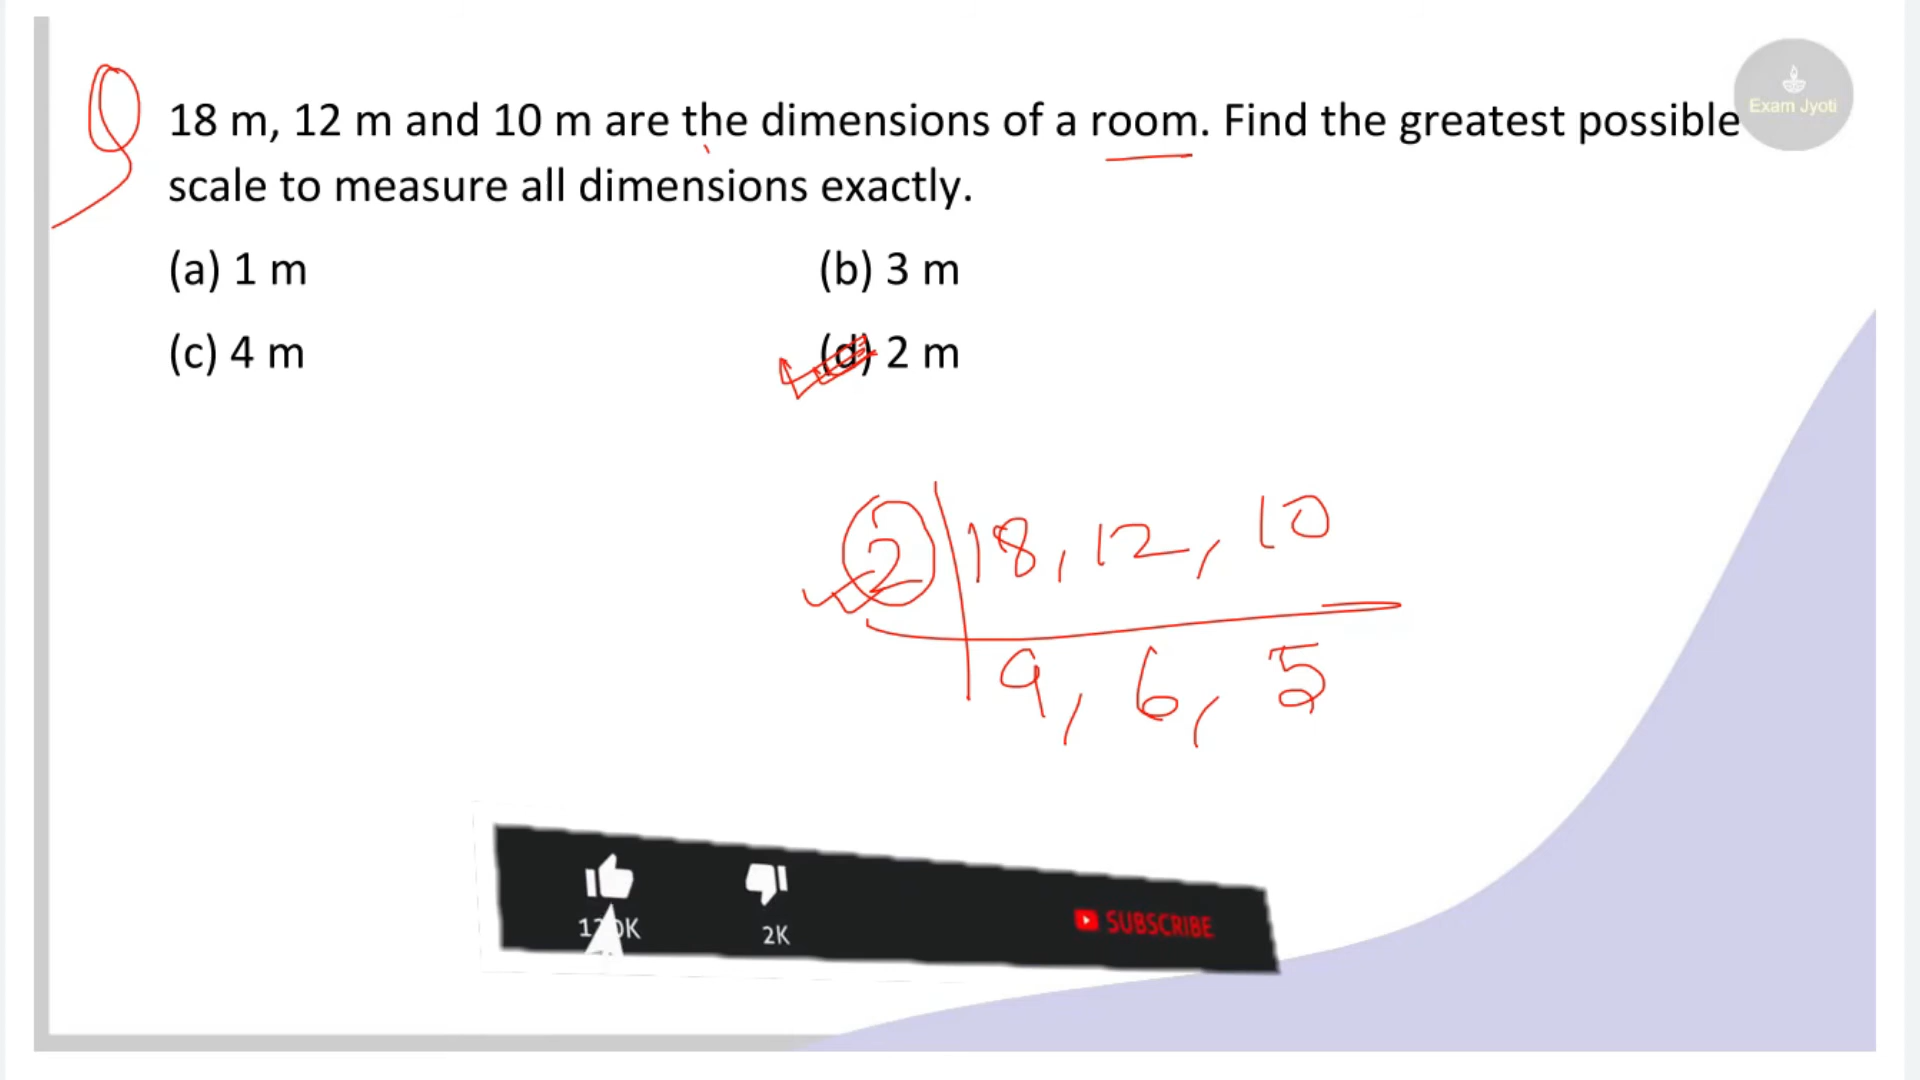 Exam Jyoti
18 m, 12 m and 10 m are the dimensions of a room. Find the greatest possible
scale to measure all dimensions exactly.
(a) 1 m
(b) 3 m
(c) 4 m
(d) 2 m
2 18, 12, 10
9, 6, 5
2K
SUBSCRIBE